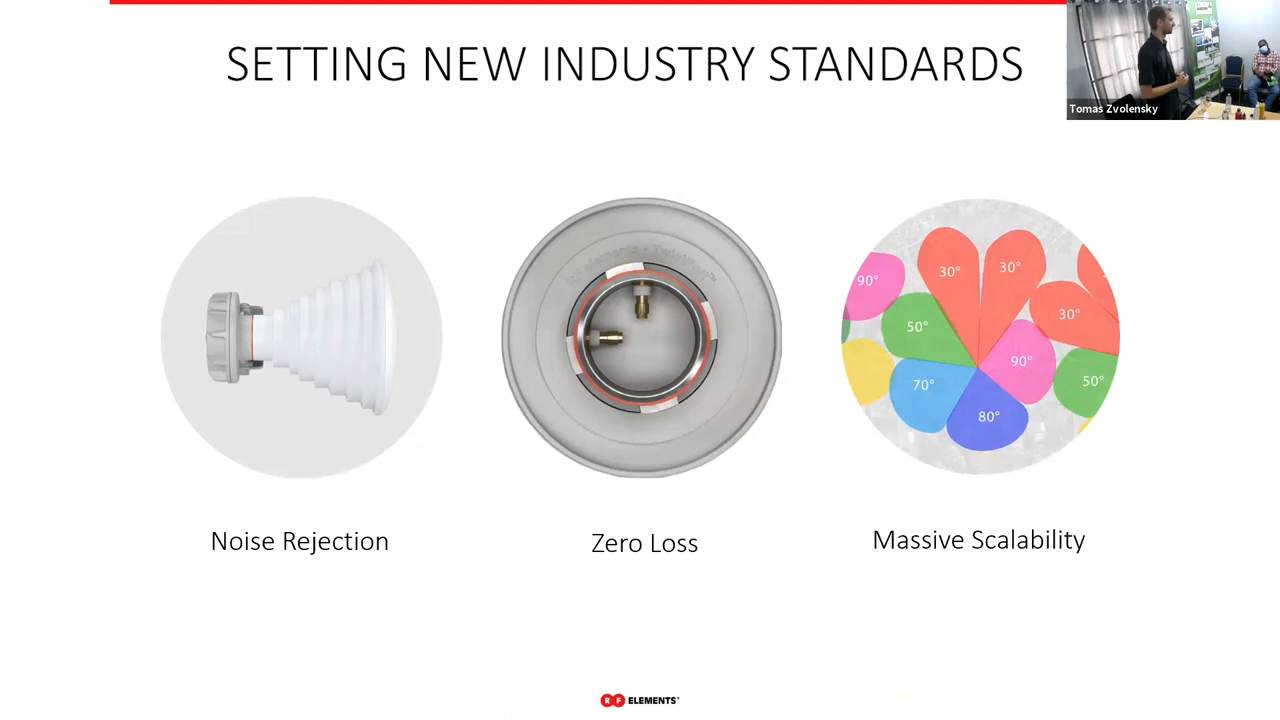 SETTING NEW INDUSTRY STANDARDS
Tomas Zvolensky
90°
30°
30°
30°
50°
90°
50°
70°
80°
Noise Rejection
Zero Loss
Massive Scalability
RF ELEMENTS